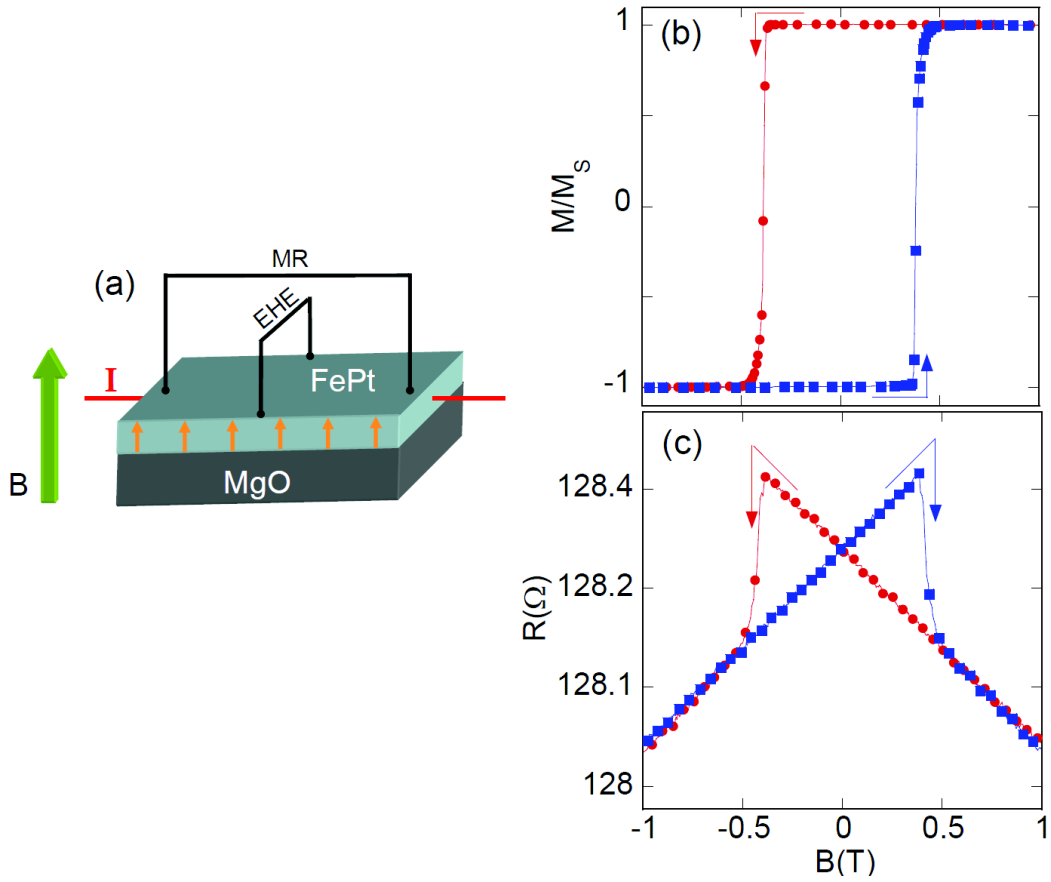 (a)
MR
EHE
I
FePt
MgO
B
(b)
1
0
-1
M/M_S
(c)
128.4
128.2
128.1
128
R(Ω)
-1
-0.5
0
0.5
1
B(T)